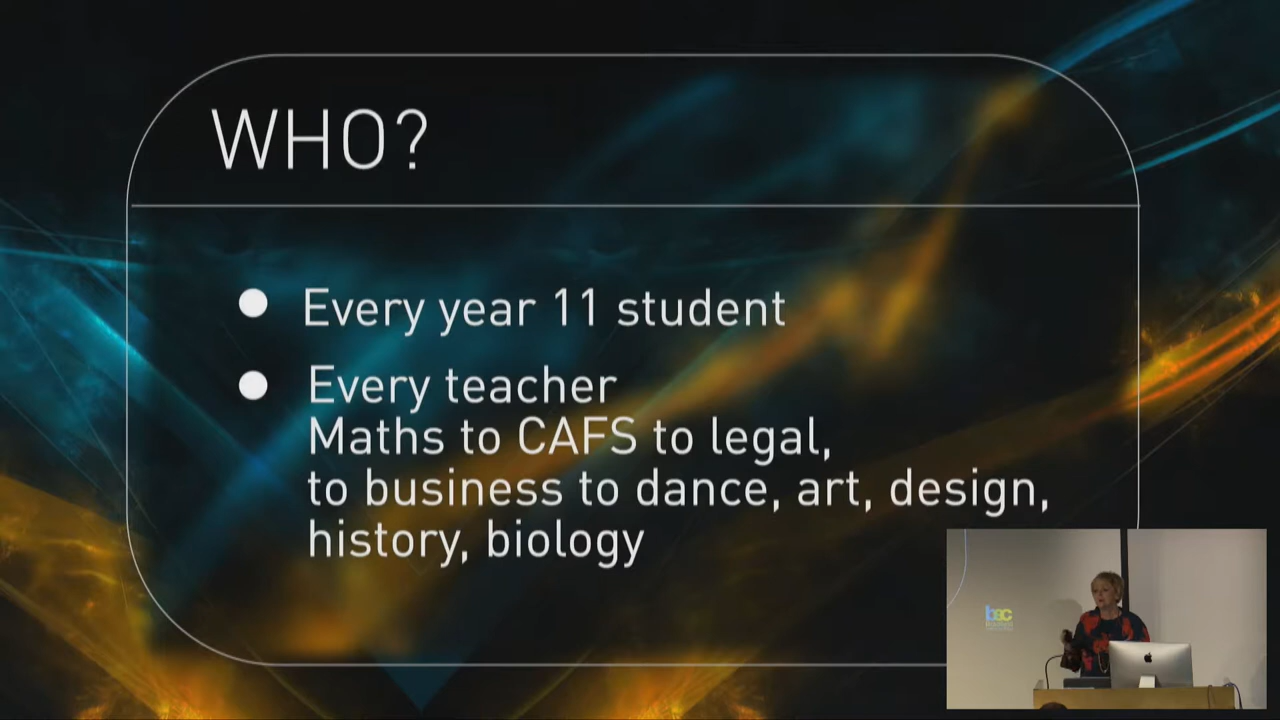 WHO?
Every year 11 student
Every teacher
Maths to CAFS to legal,
to business to dance, art, design,
history, biology
bec